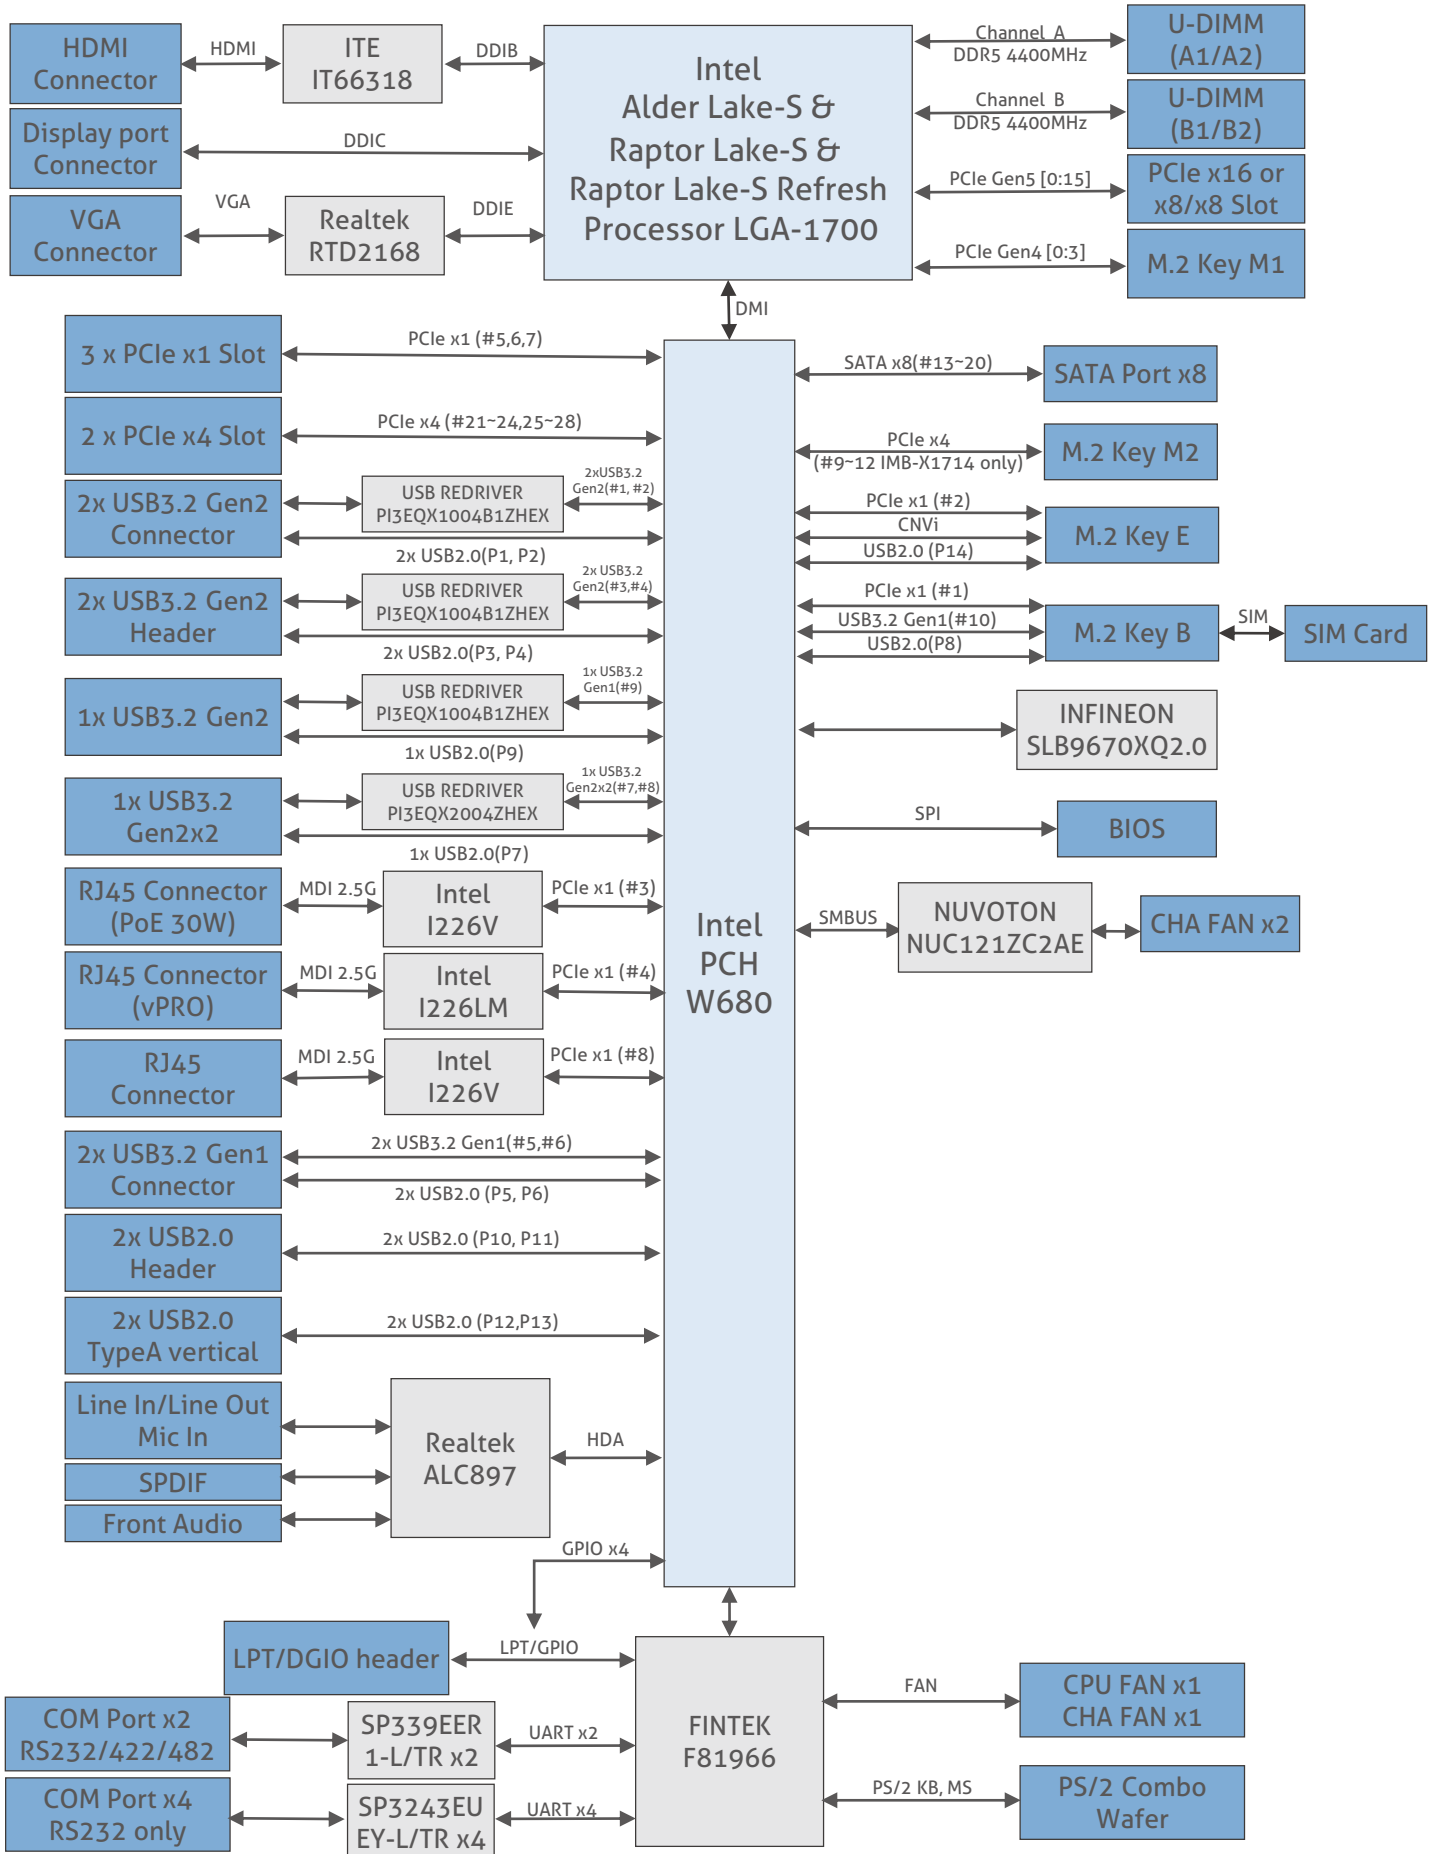 HDMI
Connector
HDMI
ITE
IT66318
DDIB
Display port
Connector
DDIC
VGA
Connector
VGA
Realtek
RTD2168
DDIE
Intel
Alder Lake-S &
Raptor Lake-S &
Raptor Lake-S Refresh
Processor LGA-1700
Channel A
DDR5 4400MHz
U-DIMM
(A1/A2)
Channel B
DDR5 4400MHz
U-DIMM
(B1/B2)
PCIe Gen5 [0:15]
PCIe x16 or
x8/x8 Slot
PCIe Gen4 [0:3]
M.2 Key M1
DMI
3 x PCIe x1 Slot
PCIe x1 (#5,6,7)
2 x PCIe x4 Slot
PCIe x4 (#21~24,25~28)
2x USB3.2 Gen2
Connector
USB REDRIVER
PI3EQX1004B1ZHEX
2xUSB3.2
Gen2(#1, #2)
2x USB2.0(P1, P2)
2x USB3.2 Gen2
Header
USB REDRIVER
PI3EQX1004B1ZHEX
2x USB3.2
Gen2(#3,#4)
2x USB2.0(P3, P4)
1x USB3.2 Gen2
USB REDRIVER
PI3EQX1004B1ZHEX
1x USB3.2
Gen1(#9)
1x USB2.0(P9)
1x USB3.2
Gen2x2
USB REDRIVER
PI3EQX2004ZHEX
1x USB3.2
Gen2x2(#7,#8)
1x USB2.0(P7)
RJ45 Connector
(PoE 30W)
MDI 2.5G
Intel
I226V
PCIe x1 (#3)
RJ45 Connector
(vPRO)
MDI 2.5G
Intel
I226LM
PCIe x1 (#4)
RJ45
Connector
MDI 2.5G
Intel
I226V
PCIe x1 (#8)
2x USB3.2 Gen1
Connector
2x USB3.2 Gen1(#5,#6)
2x USB2.0 (P5, P6)
2x USB2.0
Header
2x USB2.0 (P10, P11)
2x USB2.0
TypeA vertical
2x USB2.0 (P12,P13)
Line In/Line Out
Mic In
SPDIF
Front Audio
Realtek
ALC897
HDA
GPIO x4
Intel
PCH
W680
SATA x8(#13~20)
SATA Port x8
PCIe x4
(#9~12 IMB-X1714 only)
M.2 Key M2
PCIe x1 (#2)
CNVi
USB2.0 (P14)
M.2 Key E
PCIe x1 (#1)
USB3.2 Gen1(#10)
USB2.0(P8)
M.2 Key B
SIM
SIM Card
INFINEON
SLB9670XQ2.0
SPI
BIOS
SMBUS
NUVOTON
NUC121ZC2AE
CHA FAN x2
LPT/DGIO header
LPT/GPIO
COM Port x2
RS232/422/482
SP339EER
1-L/TR x2
UART x2
COM Port x4
RS232 only
SP3243EU
EY-L/TR x4
UART x4
FINTEK
F81966
FAN
CPU FAN x1
CHA FAN x1
PS/2 KB, MS
PS/2 Combo
Wafer